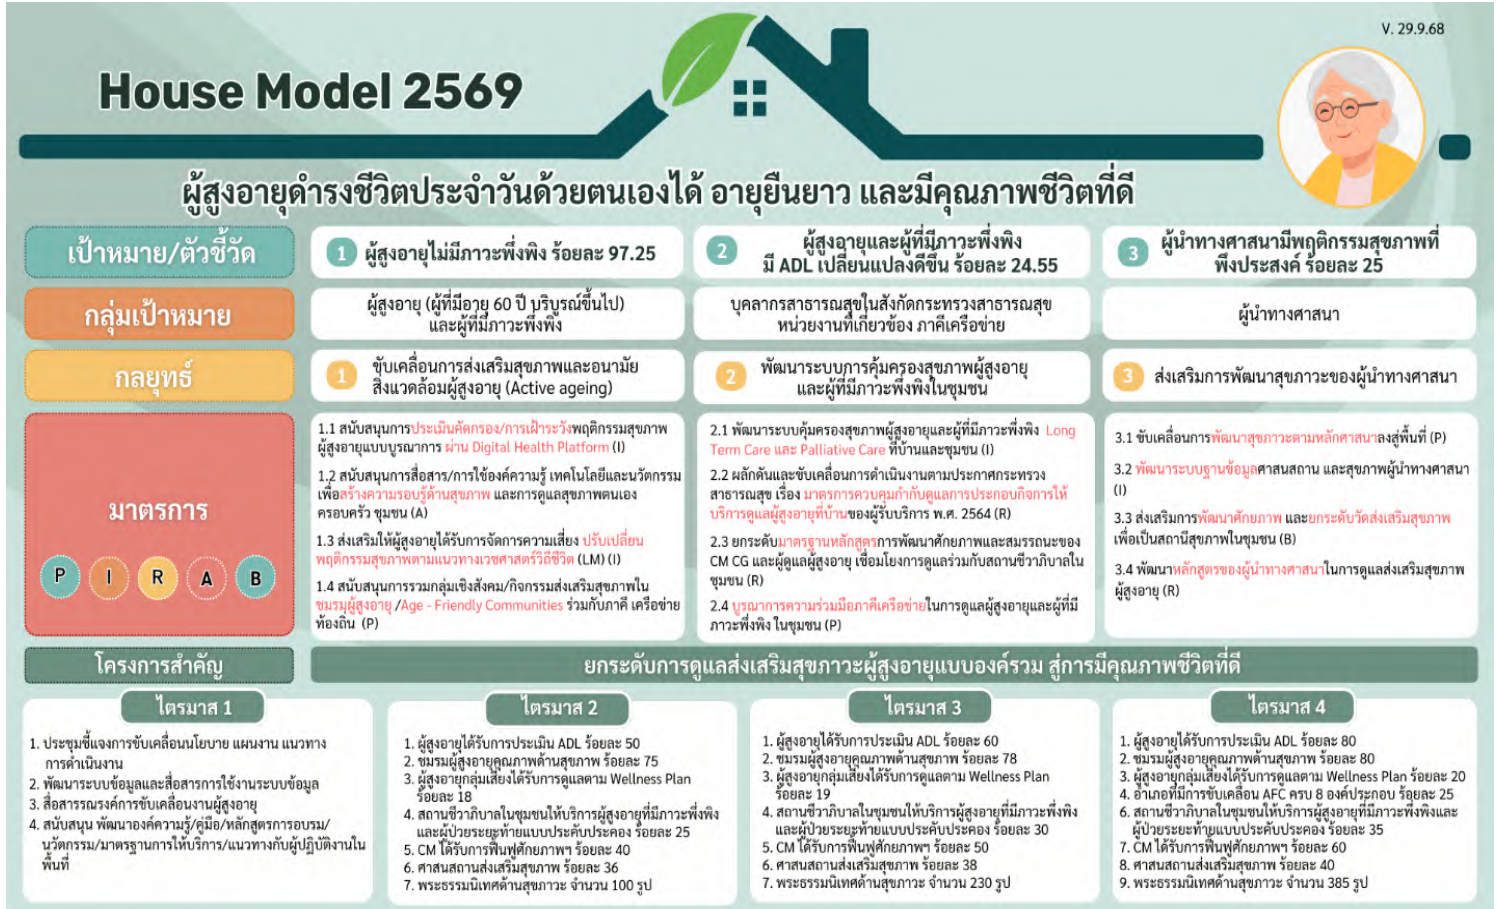 V. 29.9.68
House Model 2569
ผู้สูงอายุดำรงชีวิตประจำวันด้วยตนเองได้ อายุยืนยาว และมีคุณภาพชีวิตที่ดี
เป้าหมาย/ตัวชี้วัด
1 ผู้สูงอายุไม่มีภาวะพึ่งพิง ร้อยละ 97.25
2 ผู้สูงอายุและผู้ที่มีภาวะพึ่งพิง
มี ADL เปลี่ยนแปลงดีขึ้น ร้อยละ 24.55
3 ผู้นำทางศาสนามีพฤติกรรมสุขภาพที่
พึงประสงค์ ร้อยละ 25
กลุ่มเป้าหมาย
ผู้สูงอายุ (ผู้ที่มีอายุ 60 ปี บริบูรณ์ขึ้นไป)
และผู้ที่มีภาวะพึ่งพิง
บุคลากรสาธารณสุขในสังกัดกระทรวงสาธารณสุข
หน่วยงานที่เกี่ยวข้อง ภาคีเครือข่าย
ผู้นำทางศาสนา
กลยุทธ์
1 ขับเคลื่อนการส่งเสริมสุขภาพและอนามัย
สิ่งแวดล้อมผู้สูงอายุ (Active ageing)
2 พัฒนาระบบการคุ้มครองสุขภาพผู้สูงอายุ
และผู้ที่มีภาวะพึ่งพิงในชุมชน
3 ส่งเสริมการพัฒนาสุขภาวะของผู้นำทางศาสนา
มาตรการ
P I R A B
1.1 สนับสนุนการประเมินคัดกรอง/การเฝ้าระวังพฤติกรรมสุขภาพ
ผู้สูงอายุแบบบูรณาการ ผ่าน Digital Health Platform (I)
1.2 สนับสนุนการสื่อสาร/การใช้องค์ความรู้ เทคโนโลยีและนวัตกรรม
เพื่อสร้างความรอบรู้ด้านสุขภาพ และการดูแลสุขภาพตนเอง
ครอบครัว ชุมชน (A)
1.3 ส่งเสริมให้ผู้สูงอายุได้รับการจัดการความเสี่ยง ปรับเปลี่ยน
พฤติกรรมสุขภาพตามแนวทางเวชศาสตร์วิถีชีวิต (LM) (I)
1.4 สนับสนุนการรวมกลุ่มเชิงสังคม/กิจกรรมส่งเสริมสุขภาพใน
ชมรมผู้สูงอายุ /Age - Friendly Communities ร่วมกับภาคี เครือข่าย
ท้องถิ่น (P)
2.1 พัฒนาระบบคุ้มครองสุขภาพผู้สูงอายุและผู้ที่มีภาวะพึ่งพิง Long
Term Care และ Palliative Care ที่บ้านและชุมชน (I)
2.2 ผลักดันและขับเคลื่อนการดำเนินงานตามประกาศกระทรวง
สาธารณสุข เรื่อง มาตรการควบคุมกำกับดูแลการประกอบกิจการให้
บริการดูแลผู้สูงอายุที่บ้านของผู้รับบริการ พ.ศ. 2564 (R)
2.3 ยกระดับมาตรฐานหลักสูตรการพัฒนาศักยภาพและสมรรถนะของ
CM CG และผู้ดูแลผู้สูงอายุ เชื่อมโยงการดูแลร่วมกับสถานชีวาภิบาลใน
ชุมชน (R)
2.4 บูรณาการความร่วมมือภาคีเครือข่ายในการดูแลผู้สูงอายุและผู้ที่มี
ภาวะพึ่งพิง ในชุมชน (P)
3.1 ขับเคลื่อนการพัฒนาสุขภาวะตามหลักศาสนาลงสู่พื้นที่ (P)
3.2 พัฒนาระบบฐานข้อมูลศาสนสถาน และสุขภาพผู้นำทางศาสนา
(I)
3.3 ส่งเสริมการพัฒนาศักยภาพ และยกระดับวัดส่งเสริมสุขภาพ
เพื่อเป็นสถานีสุขภาพในชุมชน (B)
3.4 พัฒนาหลักสูตรของผู้นำทางศาสนาในการดูแลส่งเสริมสุขภาพ
ผู้สูงอายุ (R)
โครงการสำคัญ
ยกระดับการดูแลส่งเสริมสุขภาวะผู้สูงอายุแบบองค์รวม สู่การมีคุณภาพชีวิตที่ดี
ไตรมาส 1
1. ประชุมชี้แจงการขับเคลื่อนนโยบาย แผนงาน แนวทาง
การดำเนินงาน
2. พัฒนาระบบข้อมูลและสื่อสารการใช้งานระบบข้อมูล
3. สื่อสารรณรงค์การขับเคลื่อนงานผู้สูงอายุ
4. สนับสนุน พัฒนาองค์ความรู้/คู่มือ/หลักสูตรการอบรม/
นวัตกรรม/มาตรฐานการให้บริการ/แนวทางกับผู้ปฏิบัติงานใน
พื้นที่
ไตรมาส 2
1. ผู้สูงอายุได้รับการประเมิน ADL ร้อยละ 50
2. ชมรมผู้สูงอายุคุณภาพด้านสุขภาพ ร้อยละ 75
3. ผู้สูงอายุกลุ่มเสี่ยงได้รับการดูแลตาม Wellness Plan
ร้อยละ 18
4. สถานชีวาภิบาลในชุมชนให้บริการผู้สูงอายุที่มีภาวะพึ่งพิง
และผู้ป่วยระยะท้ายแบบประคับประคอง ร้อยละ 25
5. CM ได้รับการฟื้นฟูศักยภาพฯ ร้อยละ 40
6. ศาสนสถานส่งเสริมสุขภาพ ร้อยละ 36
7. พระธรรมนิเทศด้านสุขภาวะ จำนวน 100 รูป
ไตรมาส 3
1. ผู้สูงอายุได้รับการประเมิน ADL ร้อยละ 60
2. ชมรมผู้สูงอายุคุณภาพด้านสุขภาพ ร้อยละ 78
3. ผู้สูงอายุกลุ่มเสี่ยงได้รับการดูแลตาม Wellness Plan
ร้อยละ 19
4. สถานชีวาภิบาลในชุมชนให้บริการผู้สูงอายุที่มีภาวะพึ่งพิง
และผู้ป่วยระยะท้ายแบบประคับประคอง ร้อยละ 30
5. CM ได้รับการฟื้นฟูศักยภาพฯ ร้อยละ 50
6. ศาสนสถานส่งเสริมสุขภาพ ร้อยละ 38
7. พระธรรมนิเทศด้านสุขภาวะ จำนวน 230 รูป
ไตรมาส 4
1. ผู้สูงอายุได้รับการประเมิน ADL ร้อยละ 80
2. ชมรมผู้สูงอายุคุณภาพด้านสุขภาพ ร้อยละ 80
3. ผู้สูงอายุกลุ่มเสี่ยงได้รับการดูแลตาม Wellness Plan ร้อยละ 20
4. อำเภอที่มีการขับเคลื่อน AFC ครบ 8 องค์ประกอบ ร้อยละ 25
6. สถานชีวาภิบาลในชุมชนให้บริการผู้สูงอายุที่มีภาวะพึ่งพิงและ
ผู้ป่วยระยะท้ายแบบประคับประคอง ร้อยละ 35
7. CM ได้รับการฟื้นฟูศักยภาพฯ ร้อยละ 60
8. ศาสนสถานส่งเสริมสุขภาพ ร้อยละ 40
9. พระธรรมนิเทศด้านสุขภาวะ จำนวน 385 รูป